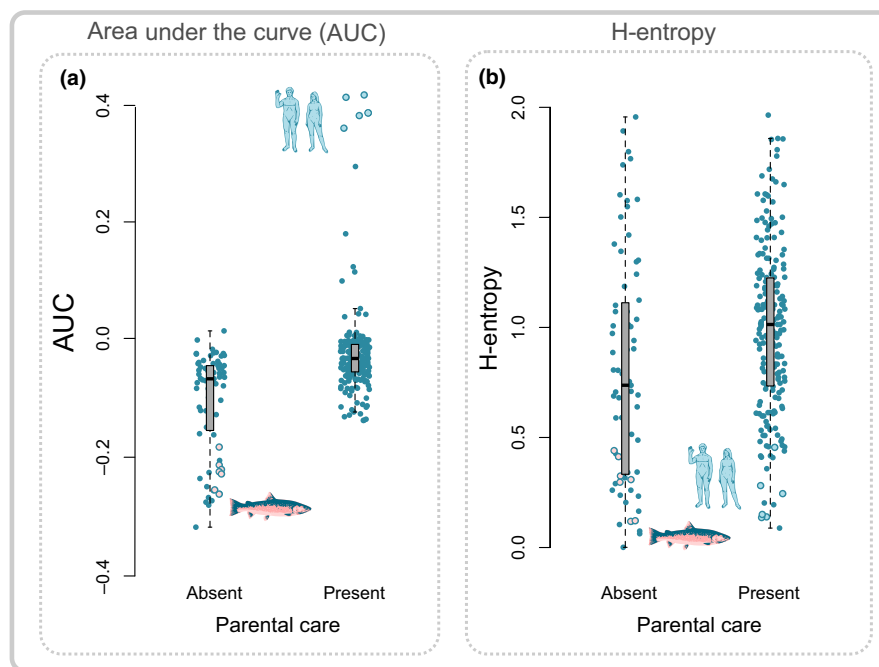 Area under the curve (AUC)
H-entropy
(a)
AUC
0.4
0.2
0.0
−0.2
−0.4
Absent
Present
Parental care
(b)
H-entropy
2.0
1.5
1.0
0.5
0.0
Absent
Present
Parental care